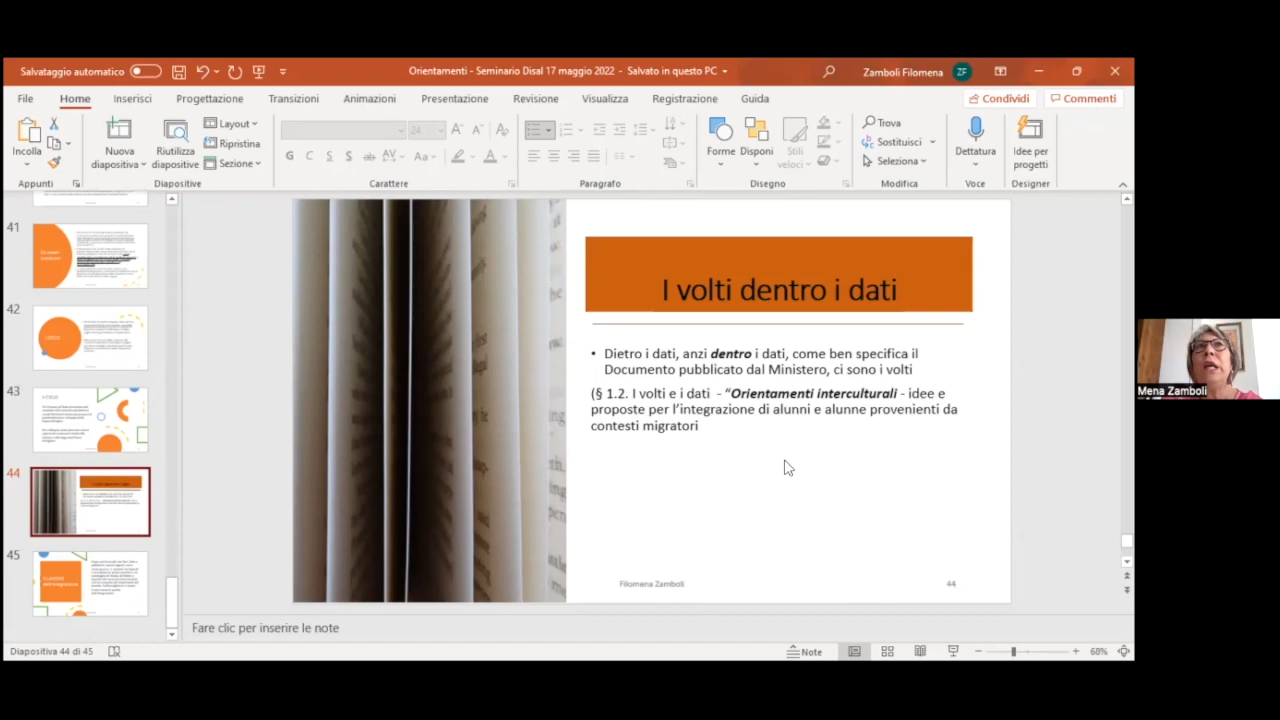 Salvataggio automatico
Orientamenti - Seminario Disal 17 maggio 2022 - Salvato in questo PC
Zamboli Filomena
ZF
File Home Inserisci Progettazione Transizioni Animazioni Presentazione Revisione Visualizza Registrazione Guida
Condividi
Commenti
Incolla
Appunti
Nuova
diapositiva
Riutilizza
diapositive
Layout
Ripristina
Sezione
Diapositive
24
G C S S ab AV Aa A
Carattere
Paragrafo
Forme
Disponi
Stili
veloci
Disegno
Trova
Sostituisci
Seleziona
Modifica
Dettatura
Voce
Idee per
progetti
Designer
41
42
43
44
45
I volti dentro i dati
• Dietro i dati, anzi dentro i dati, come ben specifica il
Documento pubblicato dal Ministero, ci sono i volti
(§ 1.2. I volti e i dati - “Orientamenti interculturali - idee e
proposte per l’integrazione di alunni e alunne provenienti da
contesti migratori
Filomena Zamboli
44
Fare clic per inserire le note
Diapositiva 44 di 45
Note
68%
Mena Zamboli